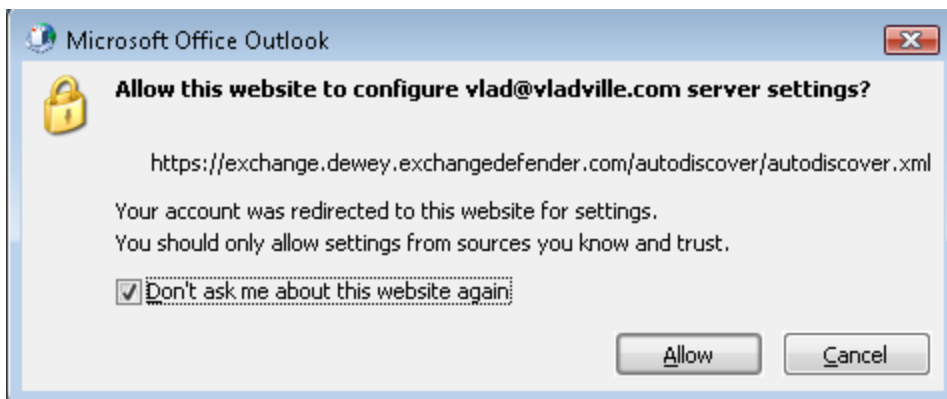 Microsoft Office Outlook
Allow this website to configure vlad@vladville.com server settings?
https://exchange.dewey.exchangedefender.com/autodiscover/autodiscover.xml
Your account was redirected to this website for settings.
You should only allow settings from sources you know and trust.
Don't ask me about this website again
Allow Cancel